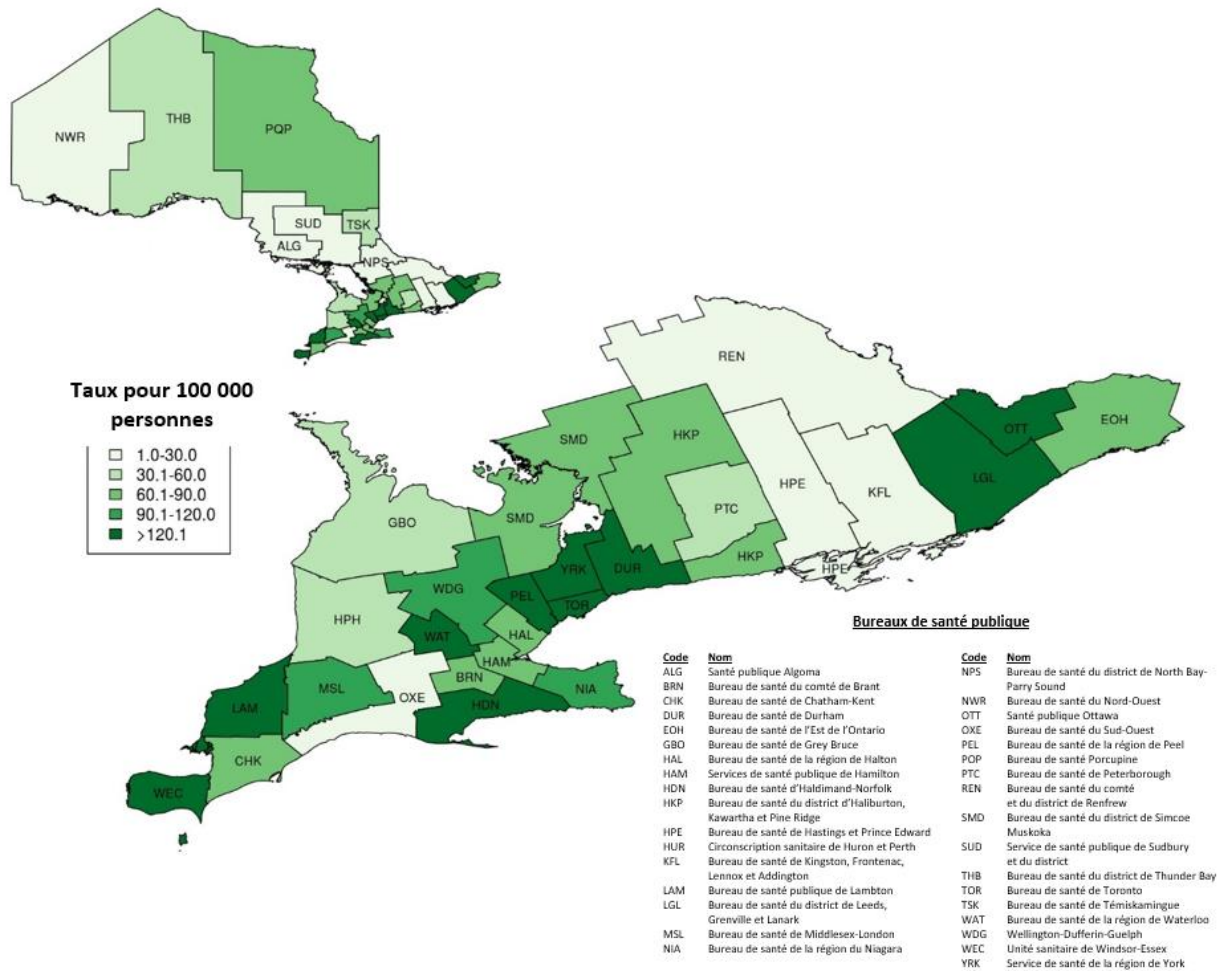 NWR
THB
PQP
SUD
TSK
ALG
NPS
Taux pour 100 000
personnes
1.0-30.0
30.1-60.0
60.1-90.0
90.1-120.0
>120.1
REN
SMD
HKP
OTT
EOH
LGL
HPE
KFL
GBO
SMD
PTC
HKP
HPE
WDG
YRK
DUR
PEL
TOR
HPH
WAT
HAL
HAM
BRN
MSL
OXE
NIA
LAM
HDN
CHK
WEC
Bureaux de santé publique
Code Nom
ALG Santé publique Algoma
BRN Bureau de santé du comté de Brant
CHK Bureau de santé de Chatham-Kent
DUR Bureau de santé de Durham
EOH Bureau de santé de l'Est de l'Ontario
GBO Bureau de santé de Grey Bruce
HAL Bureau de santé de la région de Halton
HAM Services de santé publique de Hamilton
HDN Bureau de santé d'Haldimand-Norfolk
HKP Bureau de santé du district d'Haliburton,
Kawartha et Pine Ridge
HPE Bureau de santé de Hastings et Prince Edward
HUR Circonscription sanitaire de Huron et Perth
KFL Bureau de santé de Kingston, Frontenac,
Lennox et Addington
LAM Bureau de santé publique de Lambton
LGL Bureau de santé du district de Leeds,
Grenville et Lanark
MSL Bureau de santé de Middlesex-London
NIA Bureau de santé de la région du Niagara
Code Nom
NPS Bureau de santé du district de North Bay-
Parry Sound
NWR Bureau de santé du Nord-Ouest
OTT Santé publique Ottawa
OXE Bureau de santé du Sud-Ouest
PEL Bureau de santé de la région de Peel
POP Bureau santé Porcupine
PTC Bureau de santé de Peterborough
REN Bureau de santé du comté
et du district de Renfrew
SMD Bureau de santé du district de Simcoe
Muskoka
SUD Service de santé publique de Sudbury
et du district
THB Bureau de santé du district de Thunder Bay
TOR Bureau de santé de Toronto
TSK Bureau de santé de Témiskamingue
WAT Bureau de santé de la région de Waterloo
WDG Wellington-Dufferin-Guelph
WEC Unité sanitaire de Windsor-Essex
YRK Service de santé de la région de York